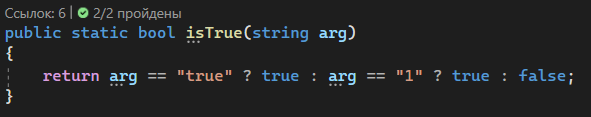 Ссылок: 6 | 2/2 пройдены
public static bool isTrue(string arg)
{
    return arg == "true" ? true : arg == "1" ? true : false;
}